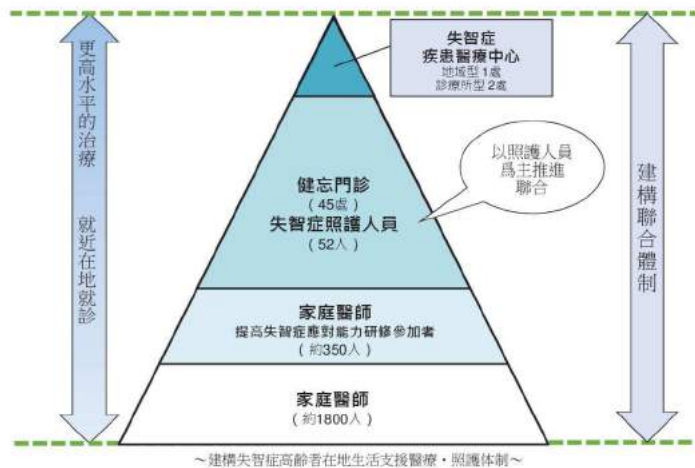 更高水平的治療
就近在地就診
失智症
疾患醫療中心
地域型1處
診療所型2處
健忘門診
(45處)
失智症照護人員
(52人)
以照護人員
爲主推進
聯合
家庭醫師
提高失智症應對能力研修參加者
(約350人)
家庭醫師
(約1800人)
建構聯合體制
～建構失智症高齡者在地生活支援醫療・照護体制～